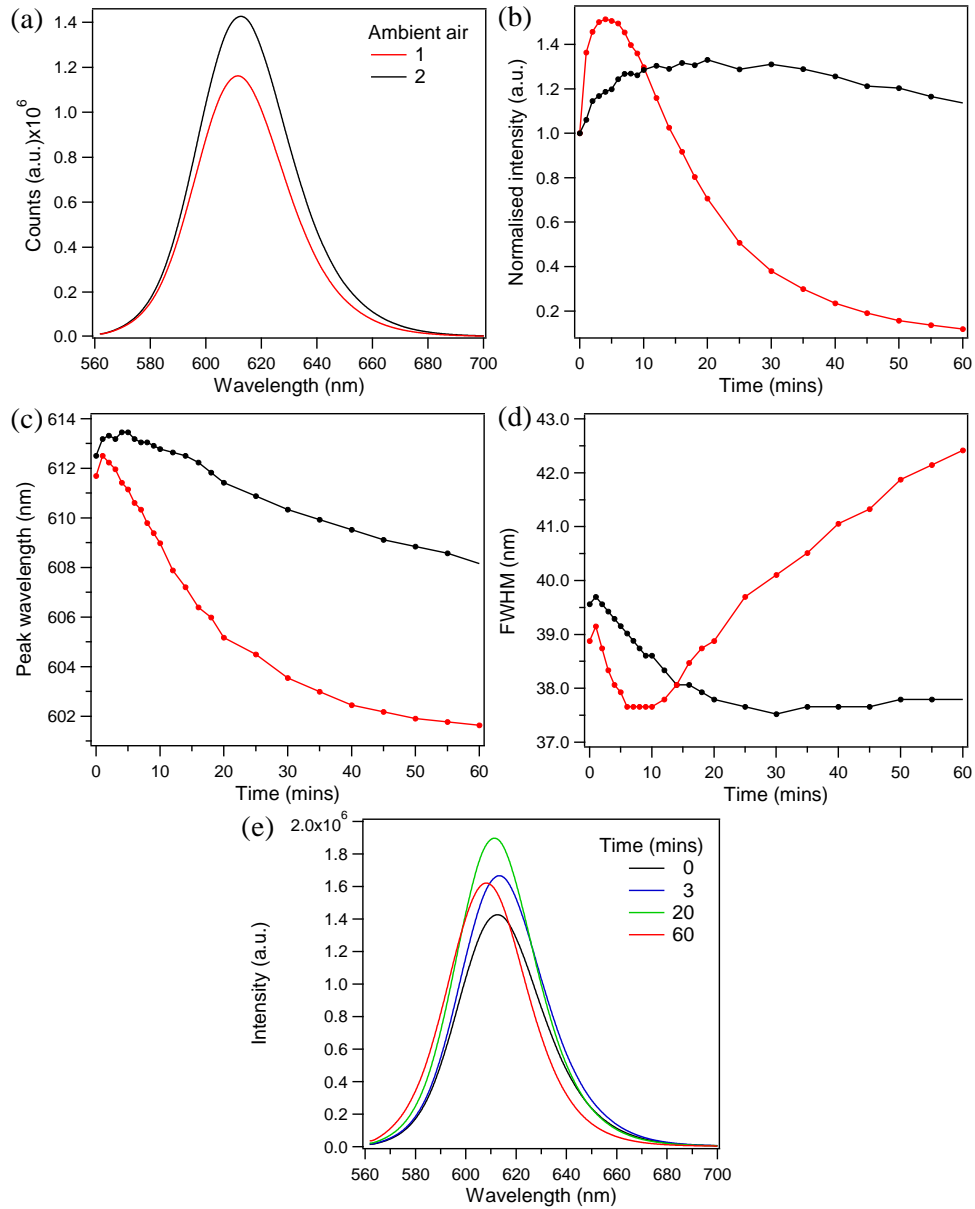 (a)
Ambient air
1
2
Counts (a.u.)x10⁶
1.4
1.2
1.0
0.8
0.6
0.4
0.2
0.0
560 580 600 620 640 660 680 700
Wavelength (nm)
(b)
Normalised intensity (a.u.)
1.4
1.2
1.0
0.8
0.6
0.4
0.2
0 10 20 30 40 50 60
Time (mins)
(c)
Peak wavelength (nm)
614
612
610
608
606
604
602
0 10 20 30 40 50 60
Time (mins)
(d)
FWHM (nm)
43.0
42.0
41.0
40.0
39.0
38.0
37.0
0 10 20 30 40 50 60
Time (mins)
(e)
Time (mins)
0
3
20
60
Intensity (a.u.)
2.0x10⁶
1.8
1.6
1.4
1.2
1.0
0.8
0.6
0.4
0.2
0.0
560 580 600 620 640 660 680 700
Wavelength (nm)